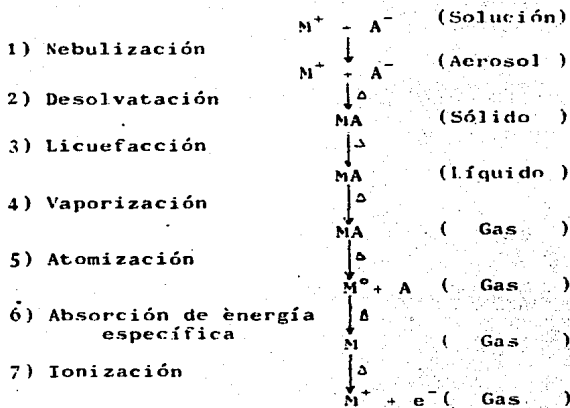 M⁺ + A⁻ (Solución)
1) Nebulización
M⁺ + A⁻ (Aerosol )
2) Desolvatación Δ
MA (Sólido )
3) Licuefacción Δ
MA (Líquido )
4) Vaporización Δ
MA ( Gas )
5) Atomización Δ
M° + A ( Gas )
6) Absorción de energía Δ
específica M ( Gas )
7) Ionización Δ
M⁺ + e⁻( Gas )